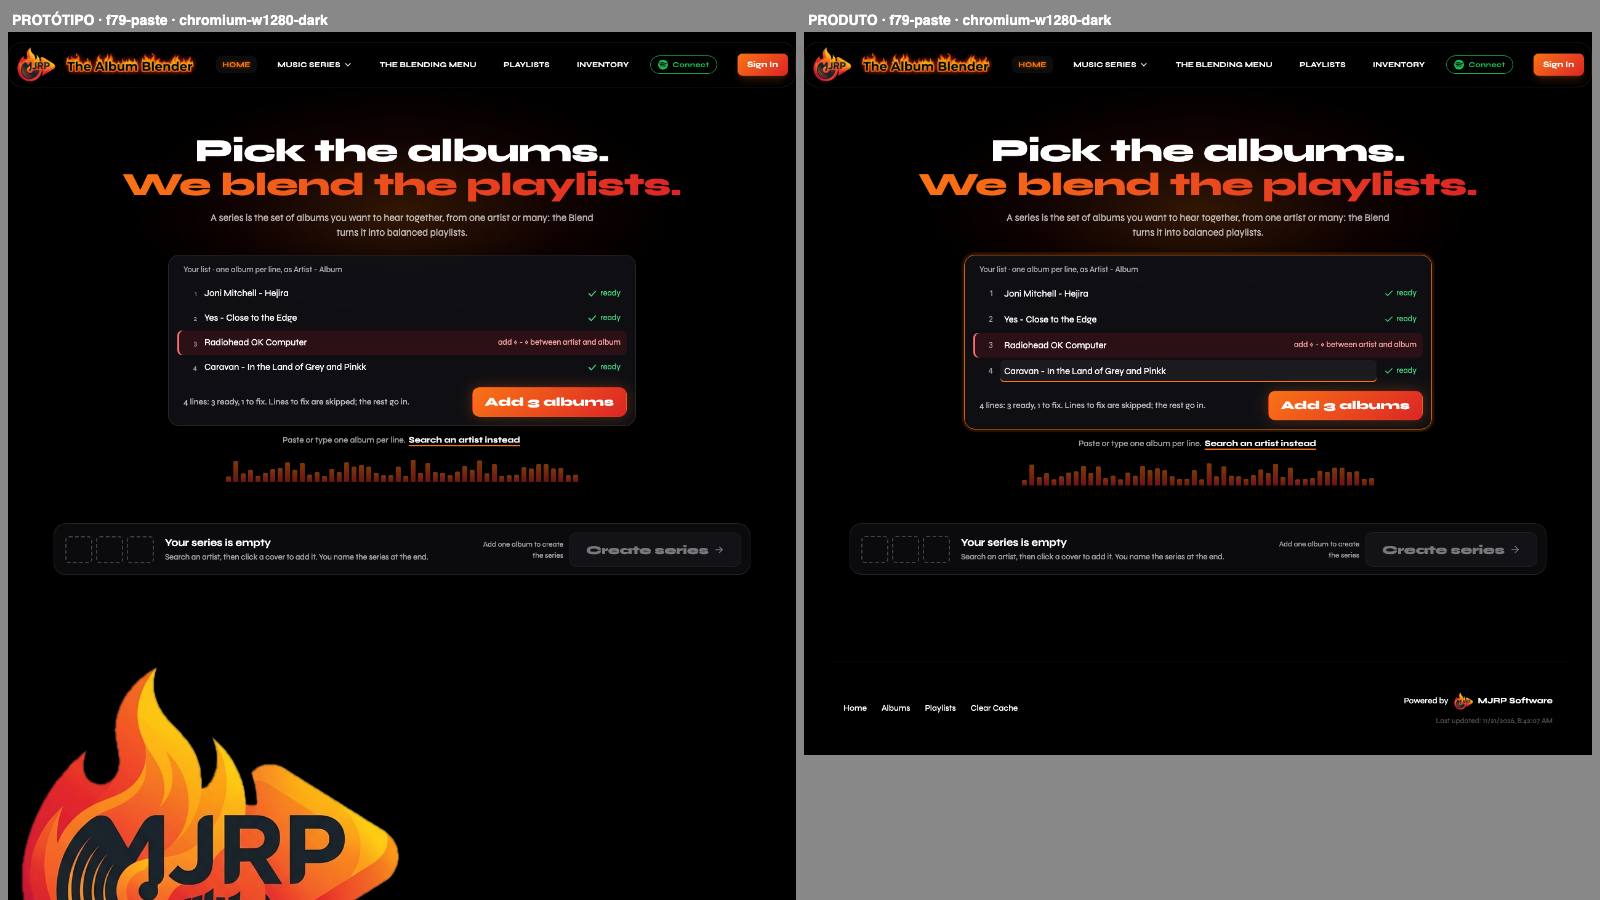 PROTÓTIPO · f79-paste · chromium-w1280-dark
MJRP The Album Blender HOME MUSIC SERIES THE BLENDING MENU PLAYLISTS INVENTORY Connect Sign In
Pick the albums.
We blend the playlists.
A series is the set of albums you want to hear together, from one artist or many: the Blend
turns it into balanced playlists.
Your list · one album per line, as Artist - Album
1 Joni Mitchell - Hejira ready
2 Yes - Close to the Edge ready
3 Radiohead OK Computer add « - » between artist and album
4 Caravan - In the Land of Grey and Pinkk ready
4 lines: 3 ready, 1 to fix. Lines to fix are skipped; the rest go in. Add 3 albums
Paste or type one album per line. Search an artist instead
Your series is empty
Search an artist, then click a cover to add it. You name the series at the end.
Add one album to create
the series
Create series →
MJRP
PRODUTO · f79-paste · chromium-w1280-dark
MJRP The Album Blender HOME MUSIC SERIES THE BLENDING MENU PLAYLISTS INVENTORY Connect Sign In
Pick the albums.
We blend the playlists.
A series is the set of albums you want to hear together, from one artist or many: the Blend
turns it into balanced playlists.
Your list · one album per line, as Artist - Album
1 Joni Mitchell - Hejira ready
2 Yes - Close to the Edge ready
3 Radiohead OK Computer add « - » between artist and album
4 Caravan - In the Land of Grey and Pinkk ready
4 lines: 3 ready, 1 to fix. Lines to fix are skipped; the rest go in. Add 3 albums
Paste or type one album per line. Search an artist instead
Your series is empty
Search an artist, then click a cover to add it. You name the series at the end.
Add one album to create
the series
Create series →
Home Albums Playlists Clear Cache
Powered by MJRP Software
Last updated: